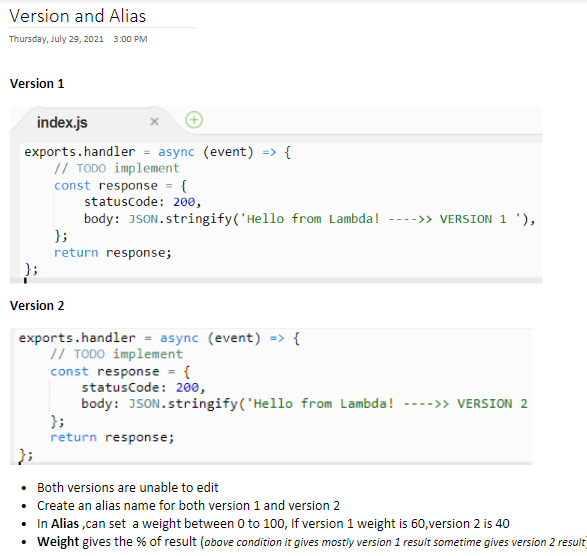 Version and Alias
Thursday, July 29, 2021 3:00 PM
Version 1
index.js × +
exports.handler = async (event) => {
// TODO implement
const response = {
statusCode: 200,
body: JSON.stringify('Hello from Lambda! ---->> VERSION 1 '),
};
return response;
};
Version 2
exports.handler = async (event) => {
// TODO implement
const response = {
statusCode: 200,
body: JSON.stringify('Hello from Lambda! ---->> VERSION 2
};
return response;
};
• Both versions are unable to edit
• Create an alias name for both version 1 and version 2
• In Alias ,can set a weight between 0 to 100, If version 1 weight is 60,version 2 is 40
• Weight gives the % of result (above condition it gives mostly version 1 result sometime gives version 2 result